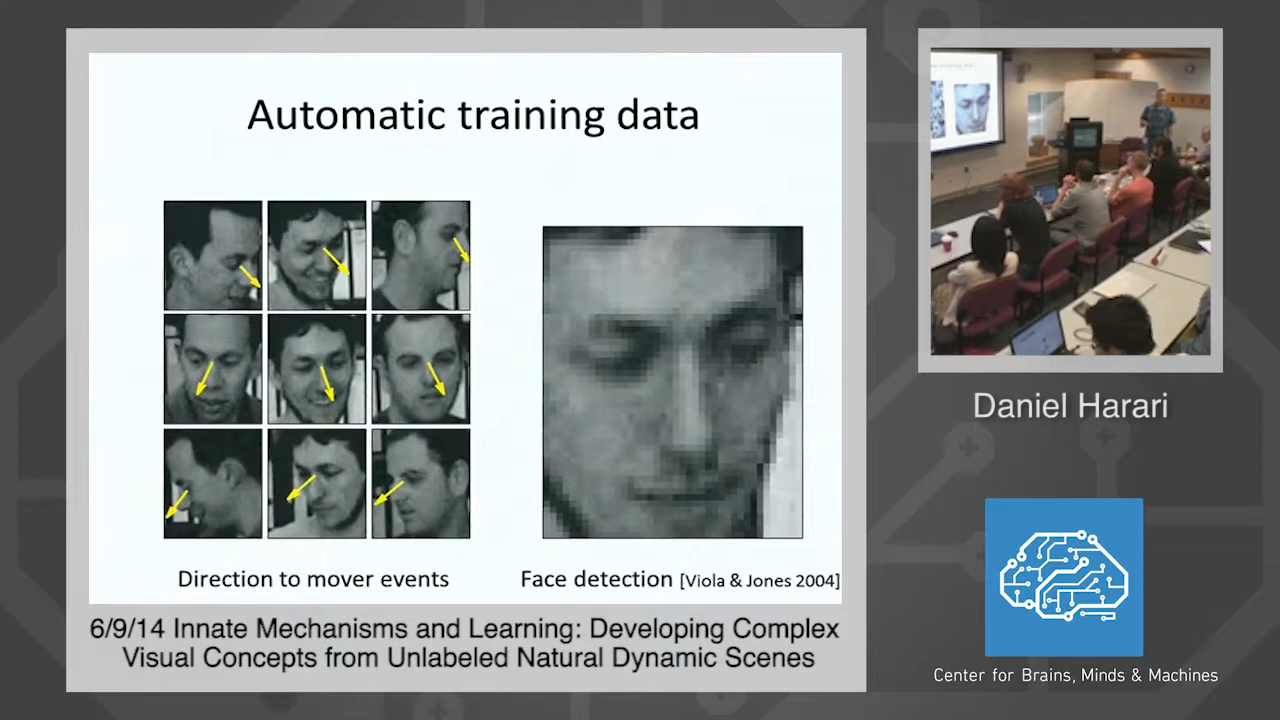 Automatic training data
Direction to mover events
Face detection [Viola & Jones 2004]
6/9/14 Innate Mechanisms and Learning: Developing Complex
Visual Concepts from Unlabeled Natural Dynamic Scenes
Daniel Harari
Center for Brains, Minds & Machines